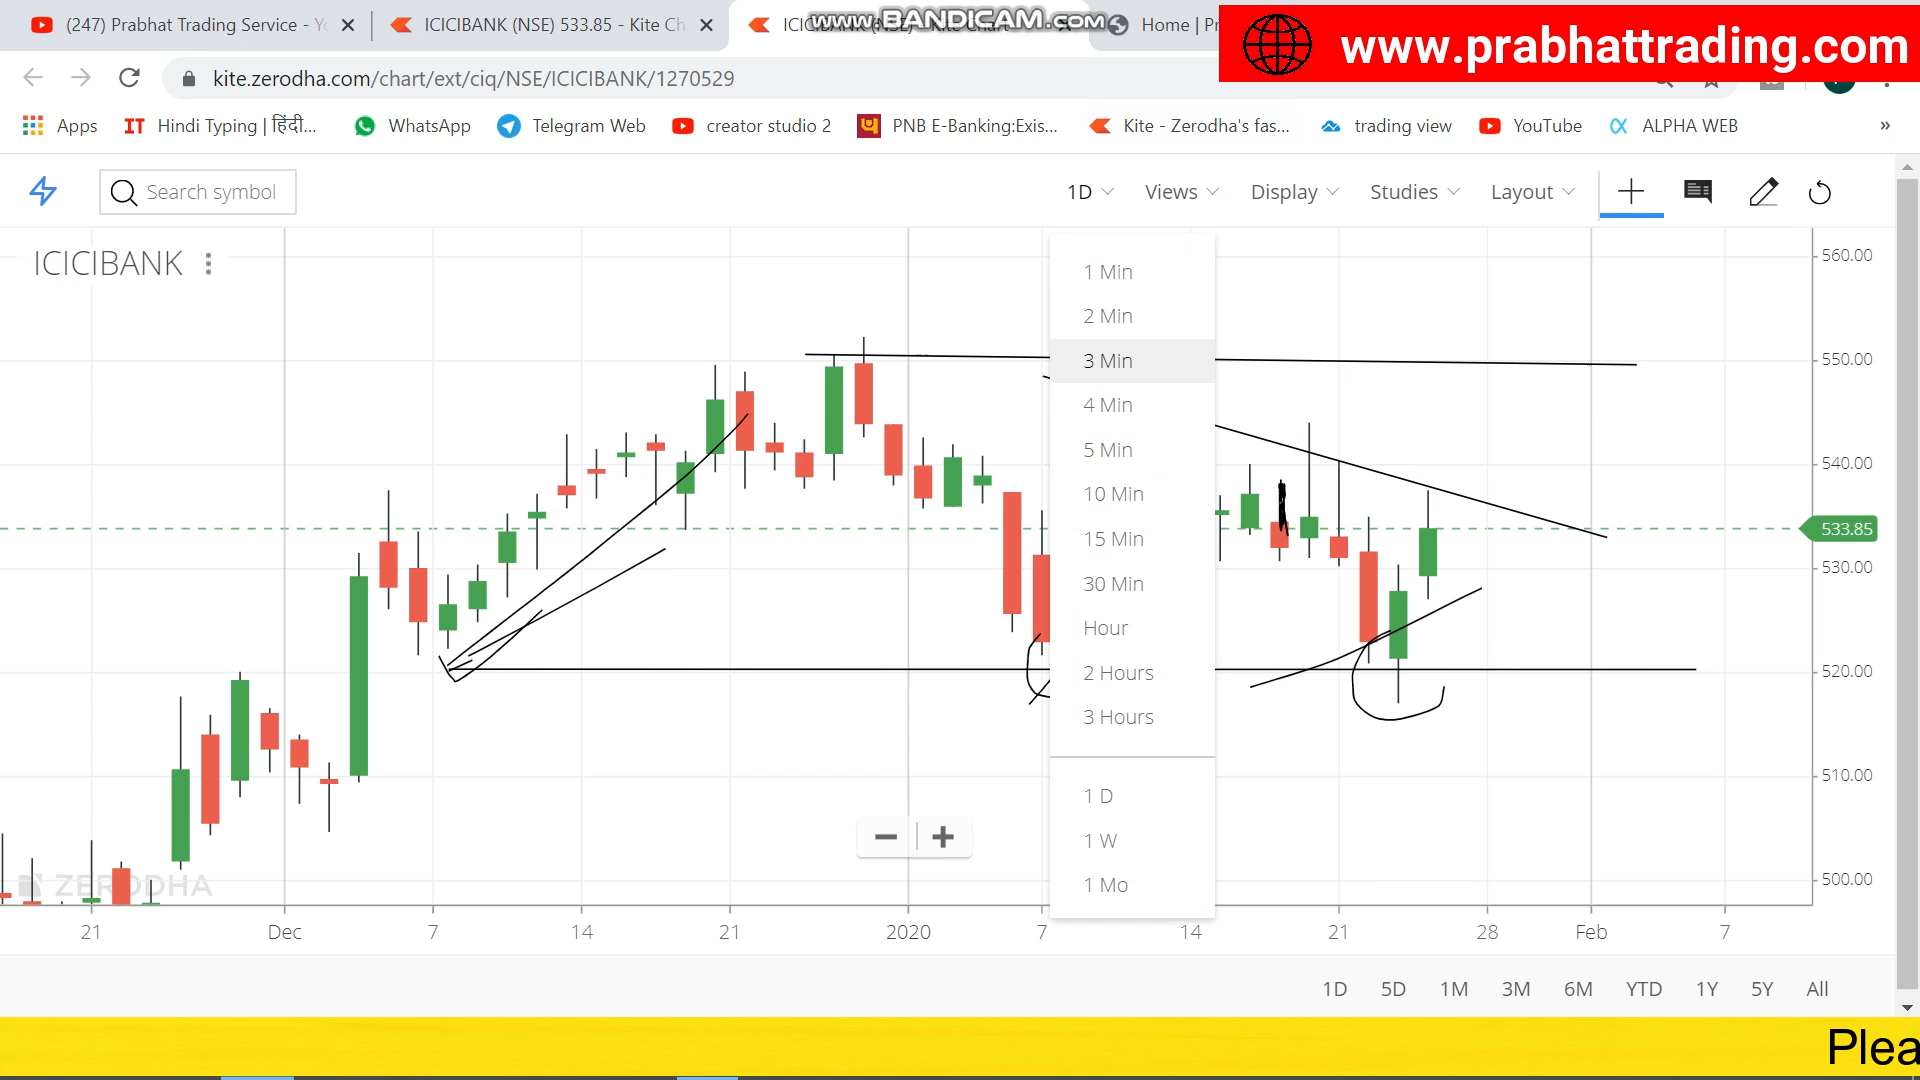 (247) Prabhat Trading Service -
ICICIBANK (NSE) 533.85 - Kite Ch
www.BANDICAM.com
Home | Pr
www.prabhattrading.com
kite.zerodha.com/chart/ext/ciq/NSE/ICICIBANK/1270529
Apps
Hindi Typing | हिंदी...
WhatsApp
Telegram Web
creator studio 2
PNB E-Banking:Exis...
Kite - Zerodha's fas...
trading view
YouTube
ALPHA WEB
»
Search symbol
1D
Views
Display
Studies
Layout
ICICIBANK
1 Min
2 Min
3 Min
4 Min
5 Min
10 Min
15 Min
30 Min
Hour
2 Hours
3 Hours
1 D
1 W
1 Mo
560.00
550.00
540.00
533.85
530.00
520.00
510.00
500.00
ZERODHA
21
Dec
7
14
21
2020
7
14
21
28
Feb
7
1D
5D
1M
3M
6M
YTD
1Y
5Y
All
Plea